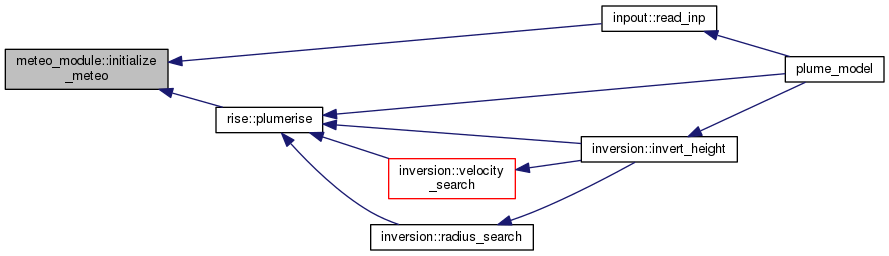 meteo_module::initialize
_meteo
inpout::read_inp
plume_model
rise::plumerise
inversion::invert_height
inversion::velocity
_search
inversion::radius_search